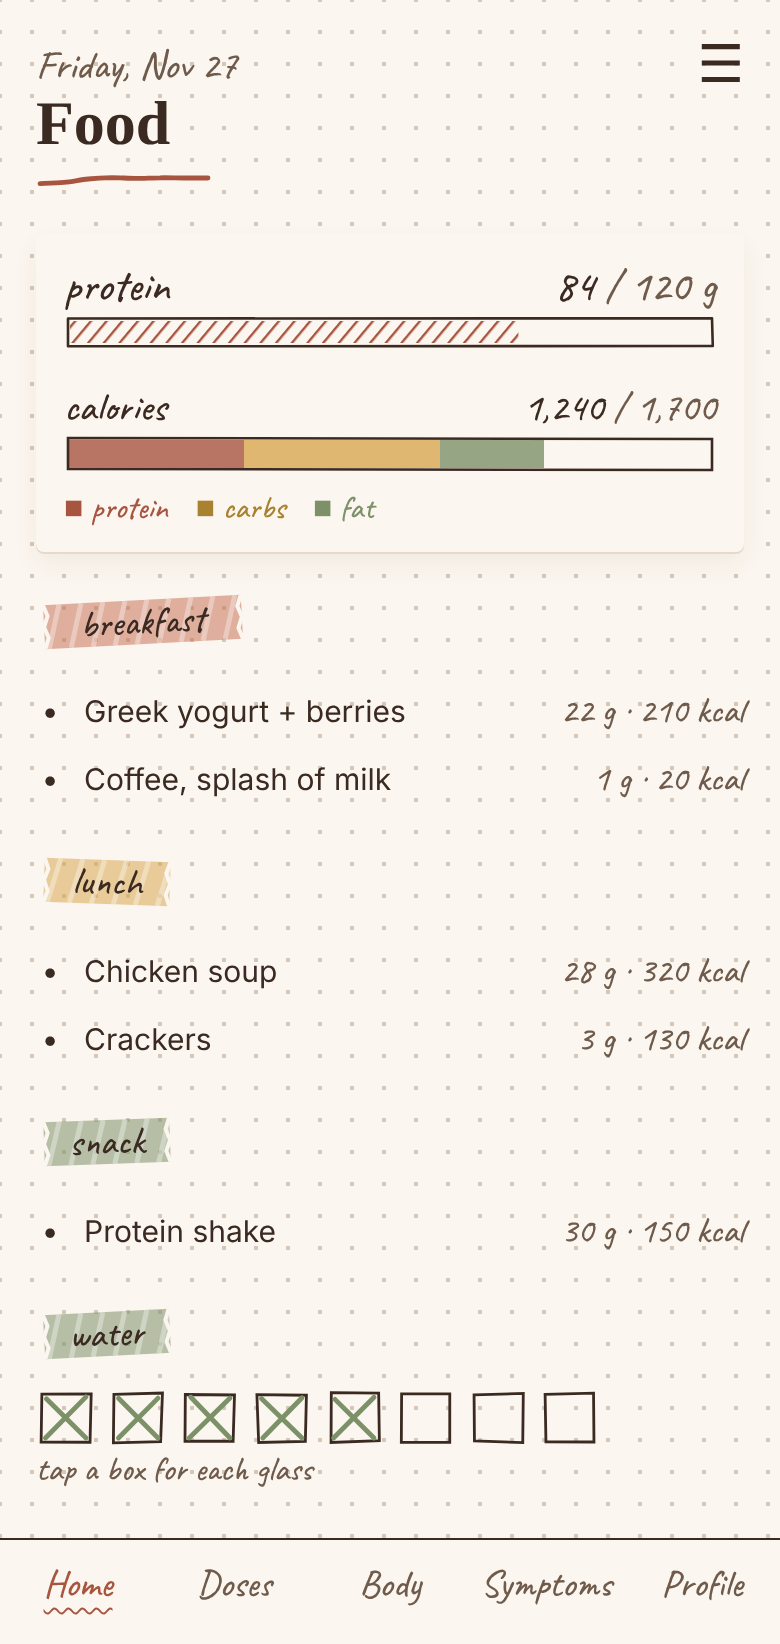 Friday, Nov 27
Food
protein 84 / 120 g
calories 1,240 / 1,700
protein carbs fat
breakfast
• Greek yogurt + berries 22 g · 210 kcal
• Coffee, splash of milk 1 g · 20 kcal
lunch
• Chicken soup 28 g · 320 kcal
• Crackers 3 g · 130 kcal
snack
• Protein shake 30 g · 150 kcal
water
tap a box for each glass
Home Doses Body Symptoms Profile